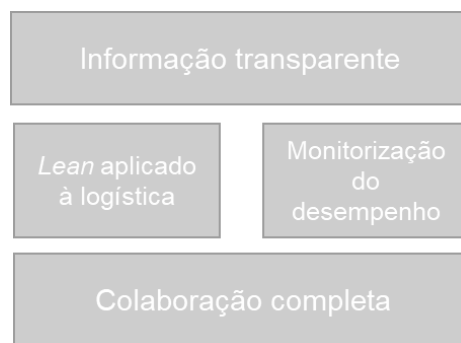 Informação transparente
Lean aplicado
à logística
Monitorização
do
desempenho
Colaboração completa